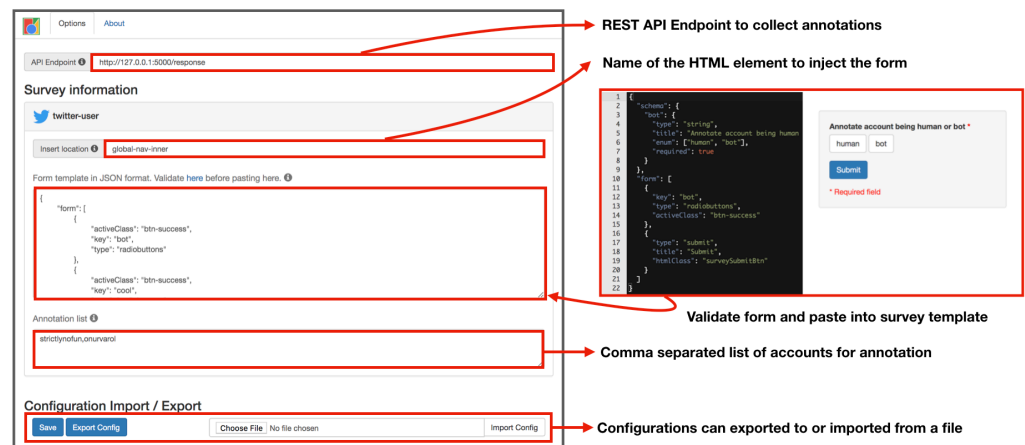 Options About
REST API Endpoint to collect annotations
API Endpoint http://127.0.0.1:5000/response
Name of the HTML element to inject the form
Survey information
twitter-user
Insert location global-nav-inner
Form template in JSON format. Validate here before pasting here.
{
"form": [
{
"activeClass": "btn-success",
"key": "bot",
"type": "radiobuttons"
},
{
"activeClass": "btn-success",
"key": "cool",
1 {
2 "schema": {
3 "bot": {
4 "type": "string",
5 "title": "Annotate account being human
6 "enum": ["human", "bot"],
7 "required": true
8 }
9 },
10 "form": [
11 {
12 "key": "bot",
13 "type": "radiobuttons",
14 "activeClass": "btn-success"
15 },
16 {
17 "type": "submit",
18 "title": "Submit",
19 "htmlClass": "surveySubmitBtn"
20 }
21 ]
22 }
Annotate account being human or bot *
human bot
Submit
* Required field
Validate form and paste into survey template
Annotation list
strictlynofun,onurvarol
Comma separated list of accounts for annotation
Configuration Import / Export
Save Export Config Choose File No file chosen Import Config
Configurations can exported to or imported from a file